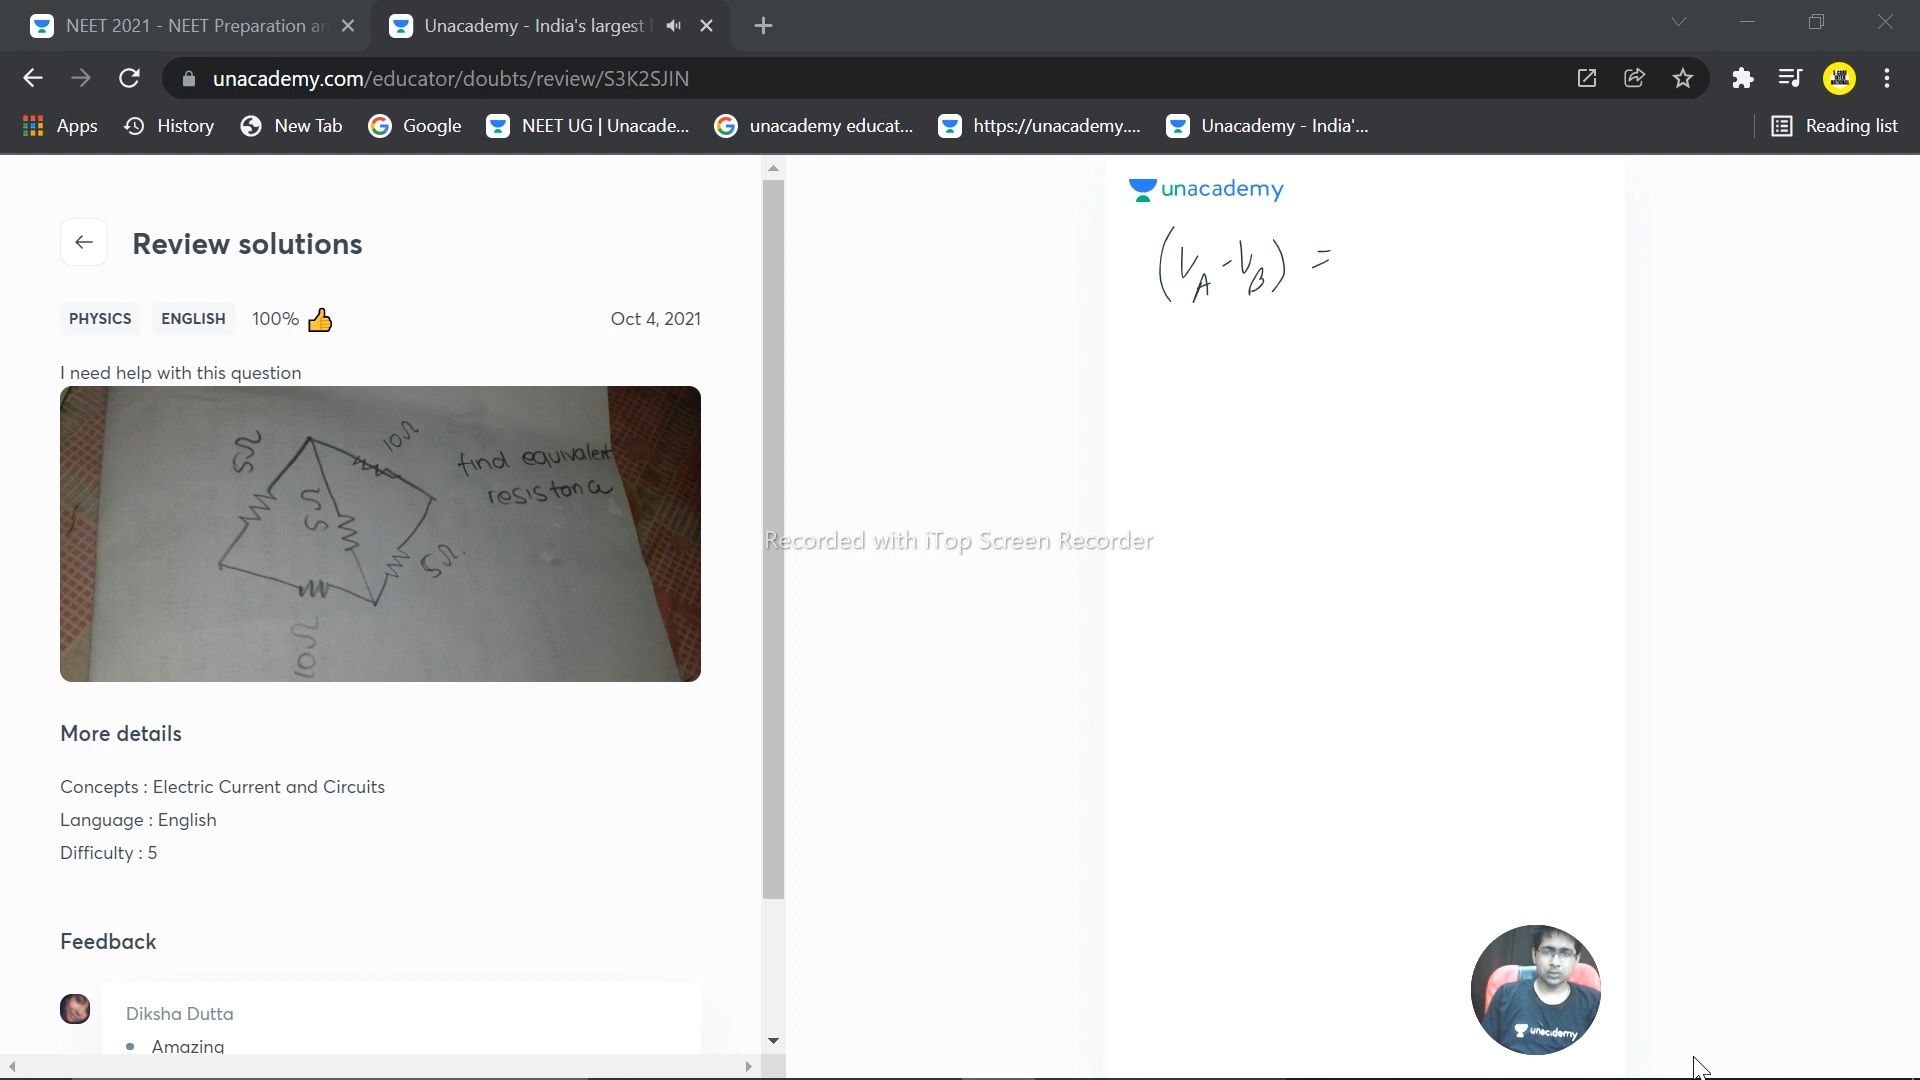 NEET 2021 - NEET Preparation an
Unacademy - India's largest
unacademy.com/educator/doubts/review/S3K2SJIN
Apps
History
New Tab
Google
NEET UG | Unacade...
unacademy educat...
https://unacademy....
Unacademy - India'...
Reading list
unacademy
Review solutions
(VA - VB) =
PHYSICS
ENGLISH
100%
Oct 4, 2021
I need help with this question
5Ω
10Ω
find equivalent
resistance
5Ω
5Ω.
10Ω
Recorded with iTop Screen Recorder
More details
Concepts : Electric Current and Circuits
Language : English
Difficulty : 5
Feedback
Diksha Dutta
Amazing
unacademy